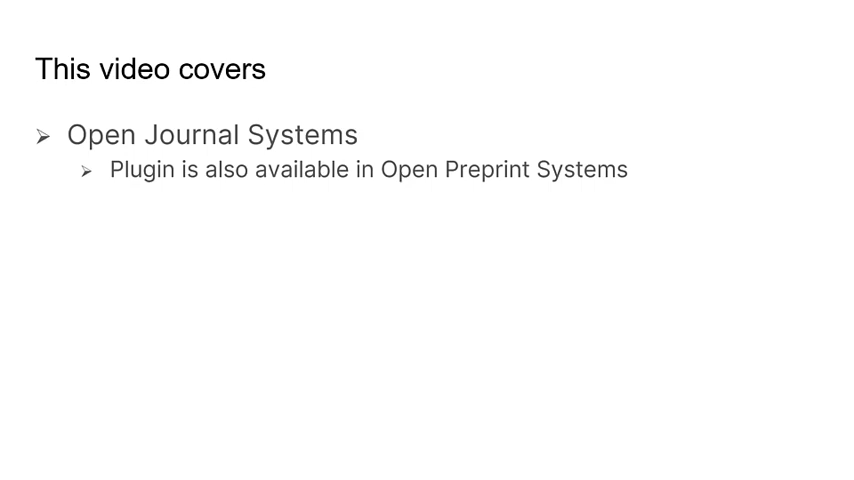 This video covers
➢ Open Journal Systems
➢ Plugin is also available in Open Preprint Systems